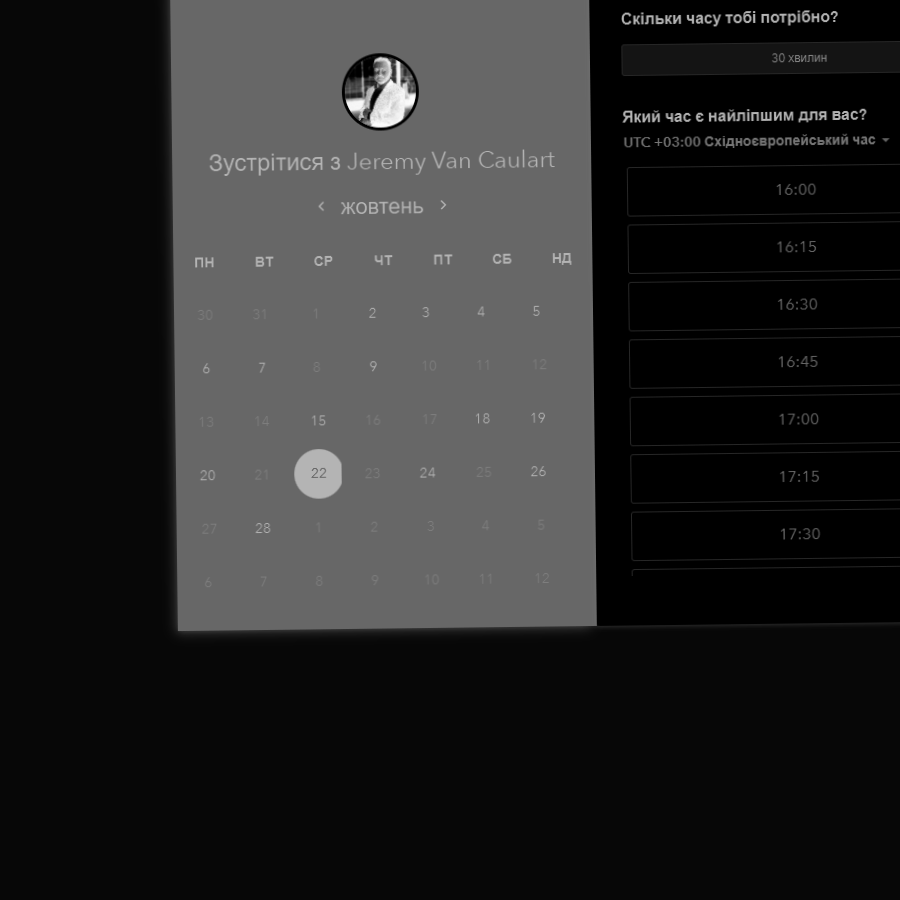 Зустрітися з Jeremy Van Caulart
‹ жовтень ›
ПН ВТ СР ЧТ ПТ СБ НД
30 31 1 2 3 4 5
6 7 8 9 10 11 12
13 14 15 16 17 18 19
20 21 22 23 24 25 26
27 28 1 2 3 4 5
6 7 8 9 10 11 12
Скільки часу тобі потрібно?
30 хвилин
Який час є найліпшим для вас?
UTC +03:00 Східноєвропейський час
16:00
16:15
16:30
16:45
17:00
17:15
17:30